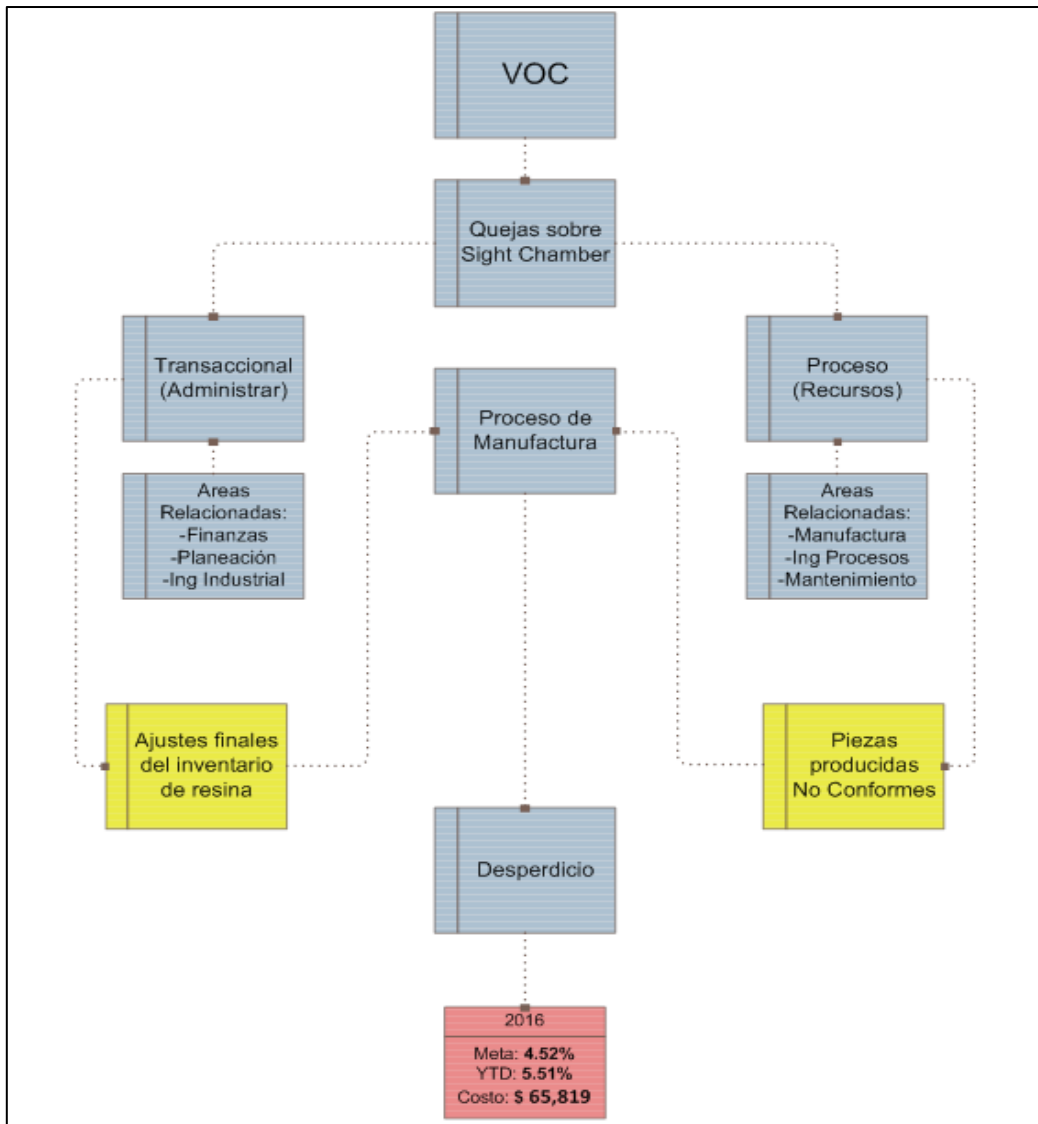 VOC
Quejas sobre
Sight Chamber
Transaccional
(Administrar)
Proceso de
Manufactura
Proceso
(Recursos)
Areas
Relacionadas:
-Finanzas
-Planeación
-Ing Industrial
Areas
Relacionadas:
-Manufactura
-Ing Procesos
-Mantenimiento
Ajustes finales
del inventario
de resina
Piezas
producidas
No Conformes
Desperdicio
2016
Meta: 4.52%
YTD: 5.51%
Costo: $ 65,819